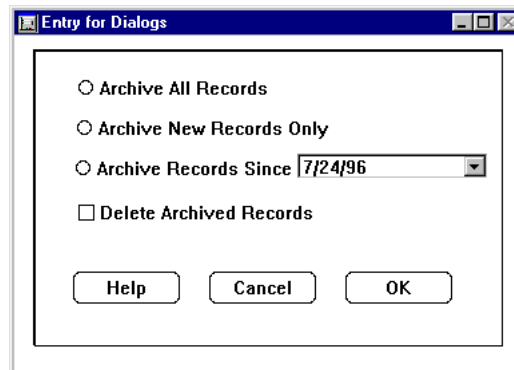 Entry for Dialogs
Archive All Records
Archive New Records Only
Archive Records Since 7/24/96
Delete Archived Records
Help Cancel OK